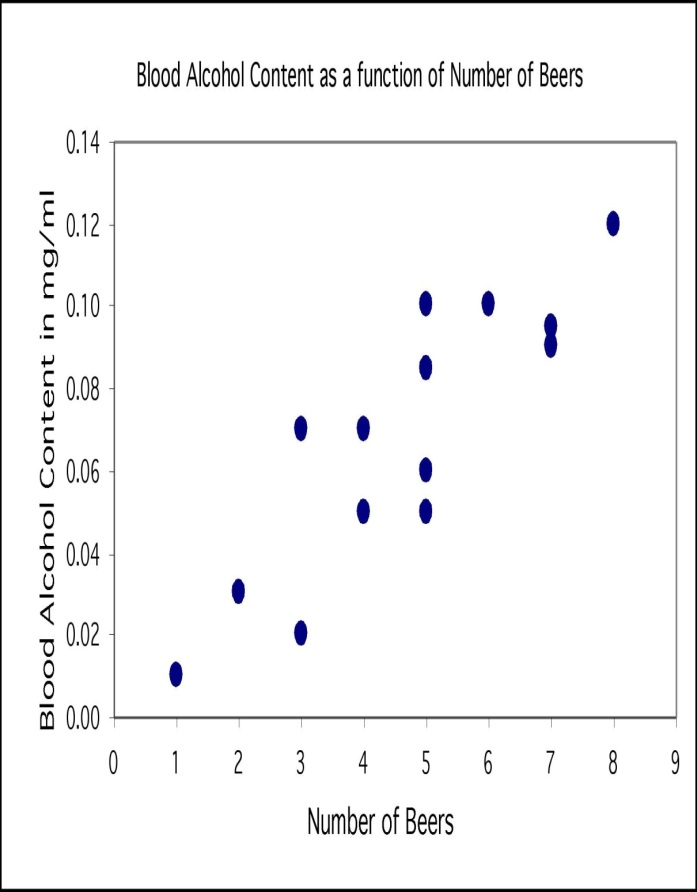 Blood Alcohol Content as a function of Number of Beers
Blood Alcohol Content in mg/ml
0.14
0.12
0.10
0.08
0.06
0.04
0.02
0.00
0 1 2 3 4 5 6 7 8 9
Number of Beers